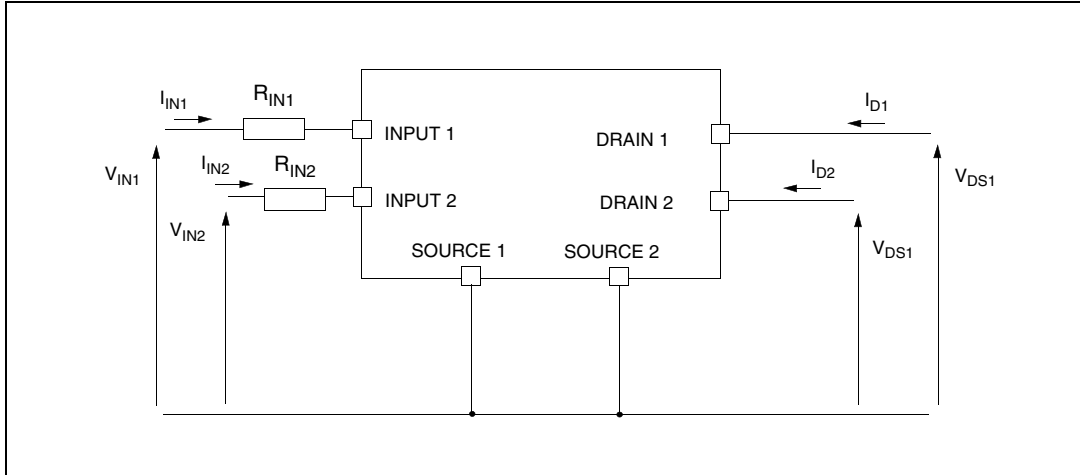 R_IN1
I_IN1
I_D1
INPUT 1
DRAIN 1
I_IN2
R_IN2
I_D2
V_IN1
V_DS1
INPUT 2
DRAIN 2
V_IN2
SOURCE 1
SOURCE 2
V_DS1